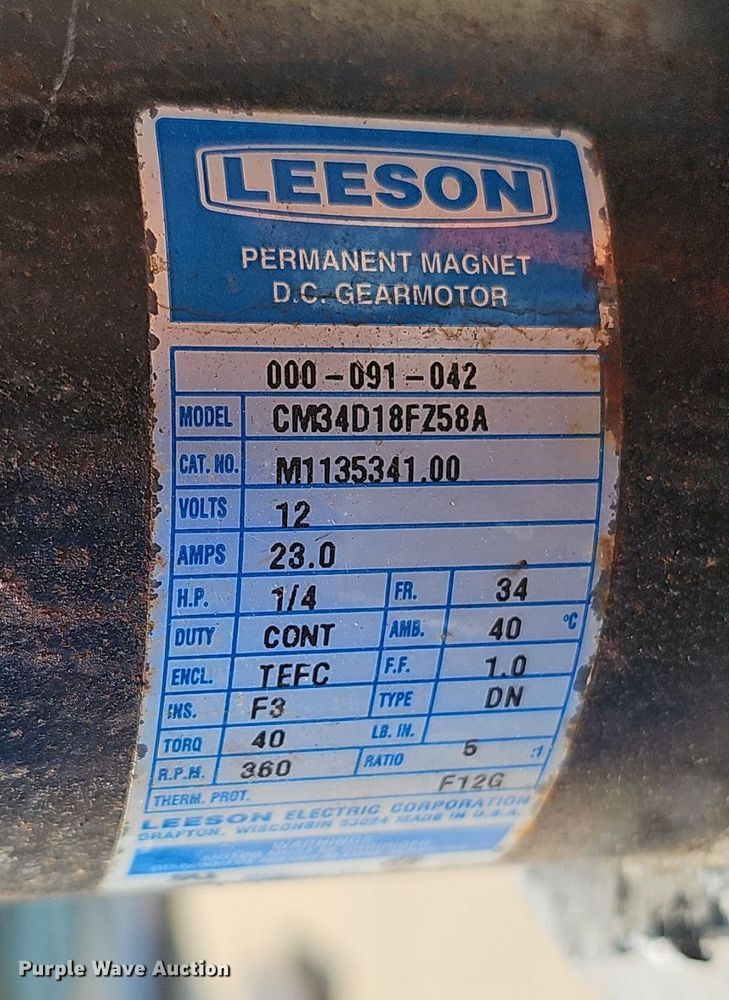 LEESON
PERMANENT MAGNET
D.C. GEARMOTOR
000-091-042
MODEL CM34D18FZ58A
CAT. NO. M1135341.00
VOLTS 12
AMPS 23.0
H.P. 1/4 FR. 34
DUTY CONT AMB. 40 °C
ENCL. TEFC F.F. 1.0
INS. F3 TYPE DN
TORQ 40 LB. IN.
R.P.M. 360 RATIO 5 :1
THERM. PROT. F12G
LEESON ELECTRIC CORPORATION
GRAFTON, WISCONSIN 53024 MADE IN U.S.A.
Purple Wave Auction